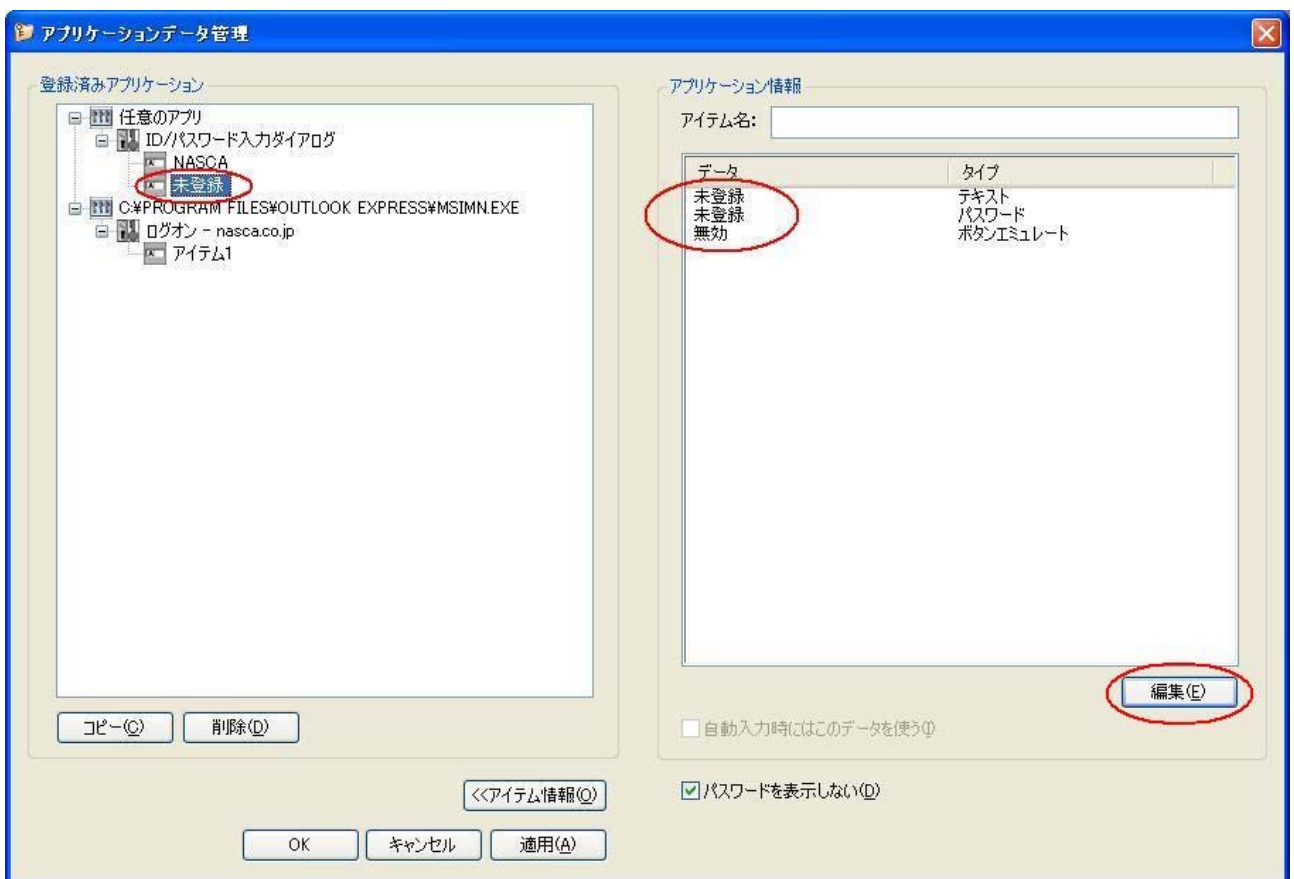 アプリケーションデータ管理
登録済みアプリケーション
任意のアプリ
ID/パスワード入力ダイアログ
NASCA
未登録
C:¥PROGRAM FILES¥OUTLOOK EXPRESS¥MSIMN.EXE
ログオン - nasca.co.jp
アイテム1
コピー(C)
削除(D)
<<アイテム情報(O)
OK
キャンセル
適用(A)
アプリケーション情報
アイテム名:
データ タイプ
未登録 テキスト
未登録 パスワード
無効 ボタンエミュレート
編集(E)
自動入力時にはこのデータを使う(I)
パスワードを表示しない(D)